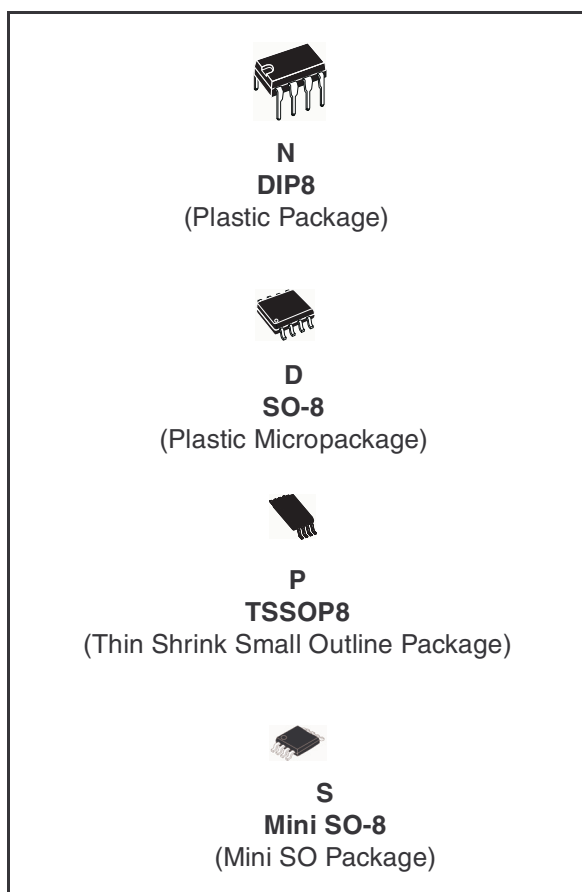 N
DIP8
(Plastic Package)
D
SO-8
(Plastic Micropackage)
P
TSSOP8
(Thin Shrink Small Outline Package)
S
Mini SO-8
(Mini SO Package)